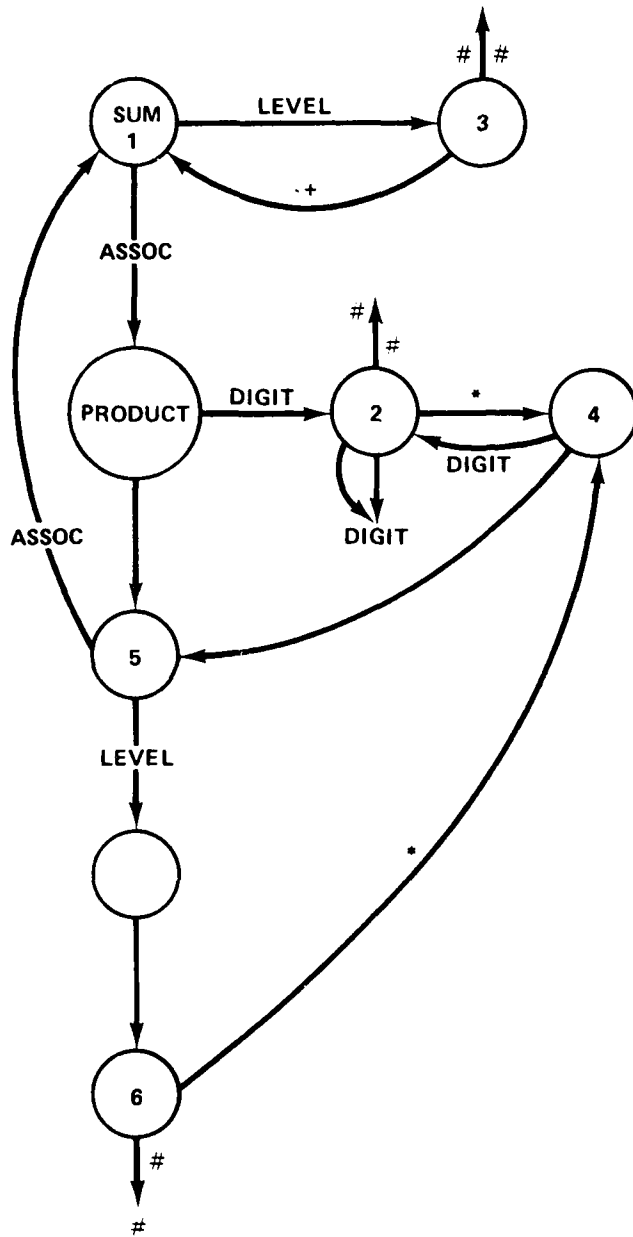 # #
SUM
1
LEVEL
3
+
ASSOC
#
#
PRODUCT
DIGIT
2
*
4
DIGIT
DIGIT
ASSOC
5
LEVEL
*
6
#
#